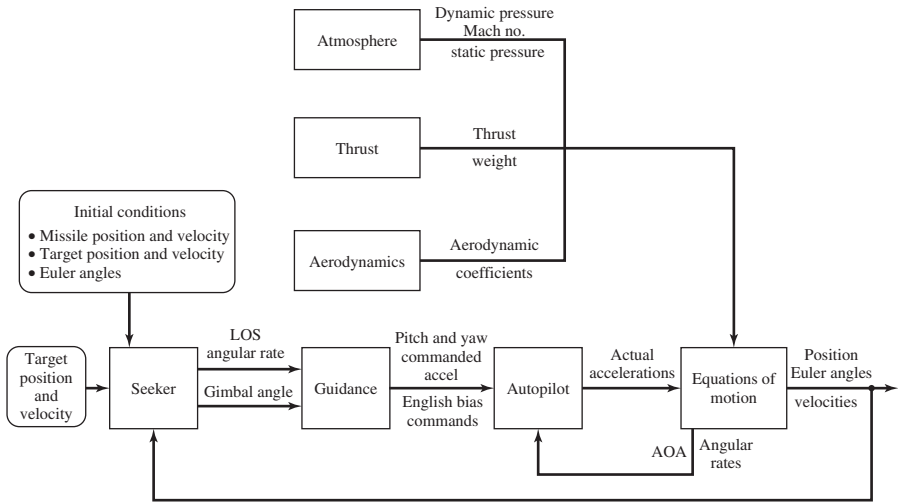 Atmosphere
Dynamic pressure
Mach no.
static pressure
Thrust
Thrust
weight
Aerodynamics
Aerodynamic
coefficients
Initial conditions
• Missile position and velocity
• Target position and velocity
• Euler angles
Target
position
and
velocity
Seeker
LOS
angular rate
Gimbal angle
Guidance
Pitch and yaw
commanded
accel
English bias
commands
Autopilot
Actual
accelerations
Equations of
motion
Position
Euler angles
velocities
AOA
Angular
rates